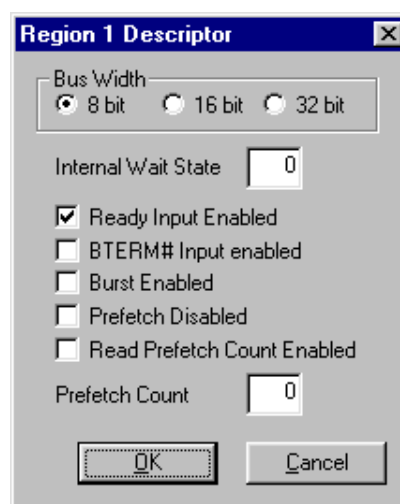 Region 1 Descriptor
Bus Width
8 bit 16 bit 32 bit
Internal Wait State 0
Ready Input Enabled
BTERM# Input enabled
Burst Enabled
Prefetch Disabled
Read Prefetch Count Enabled
Prefetch Count 0
OK Cancel